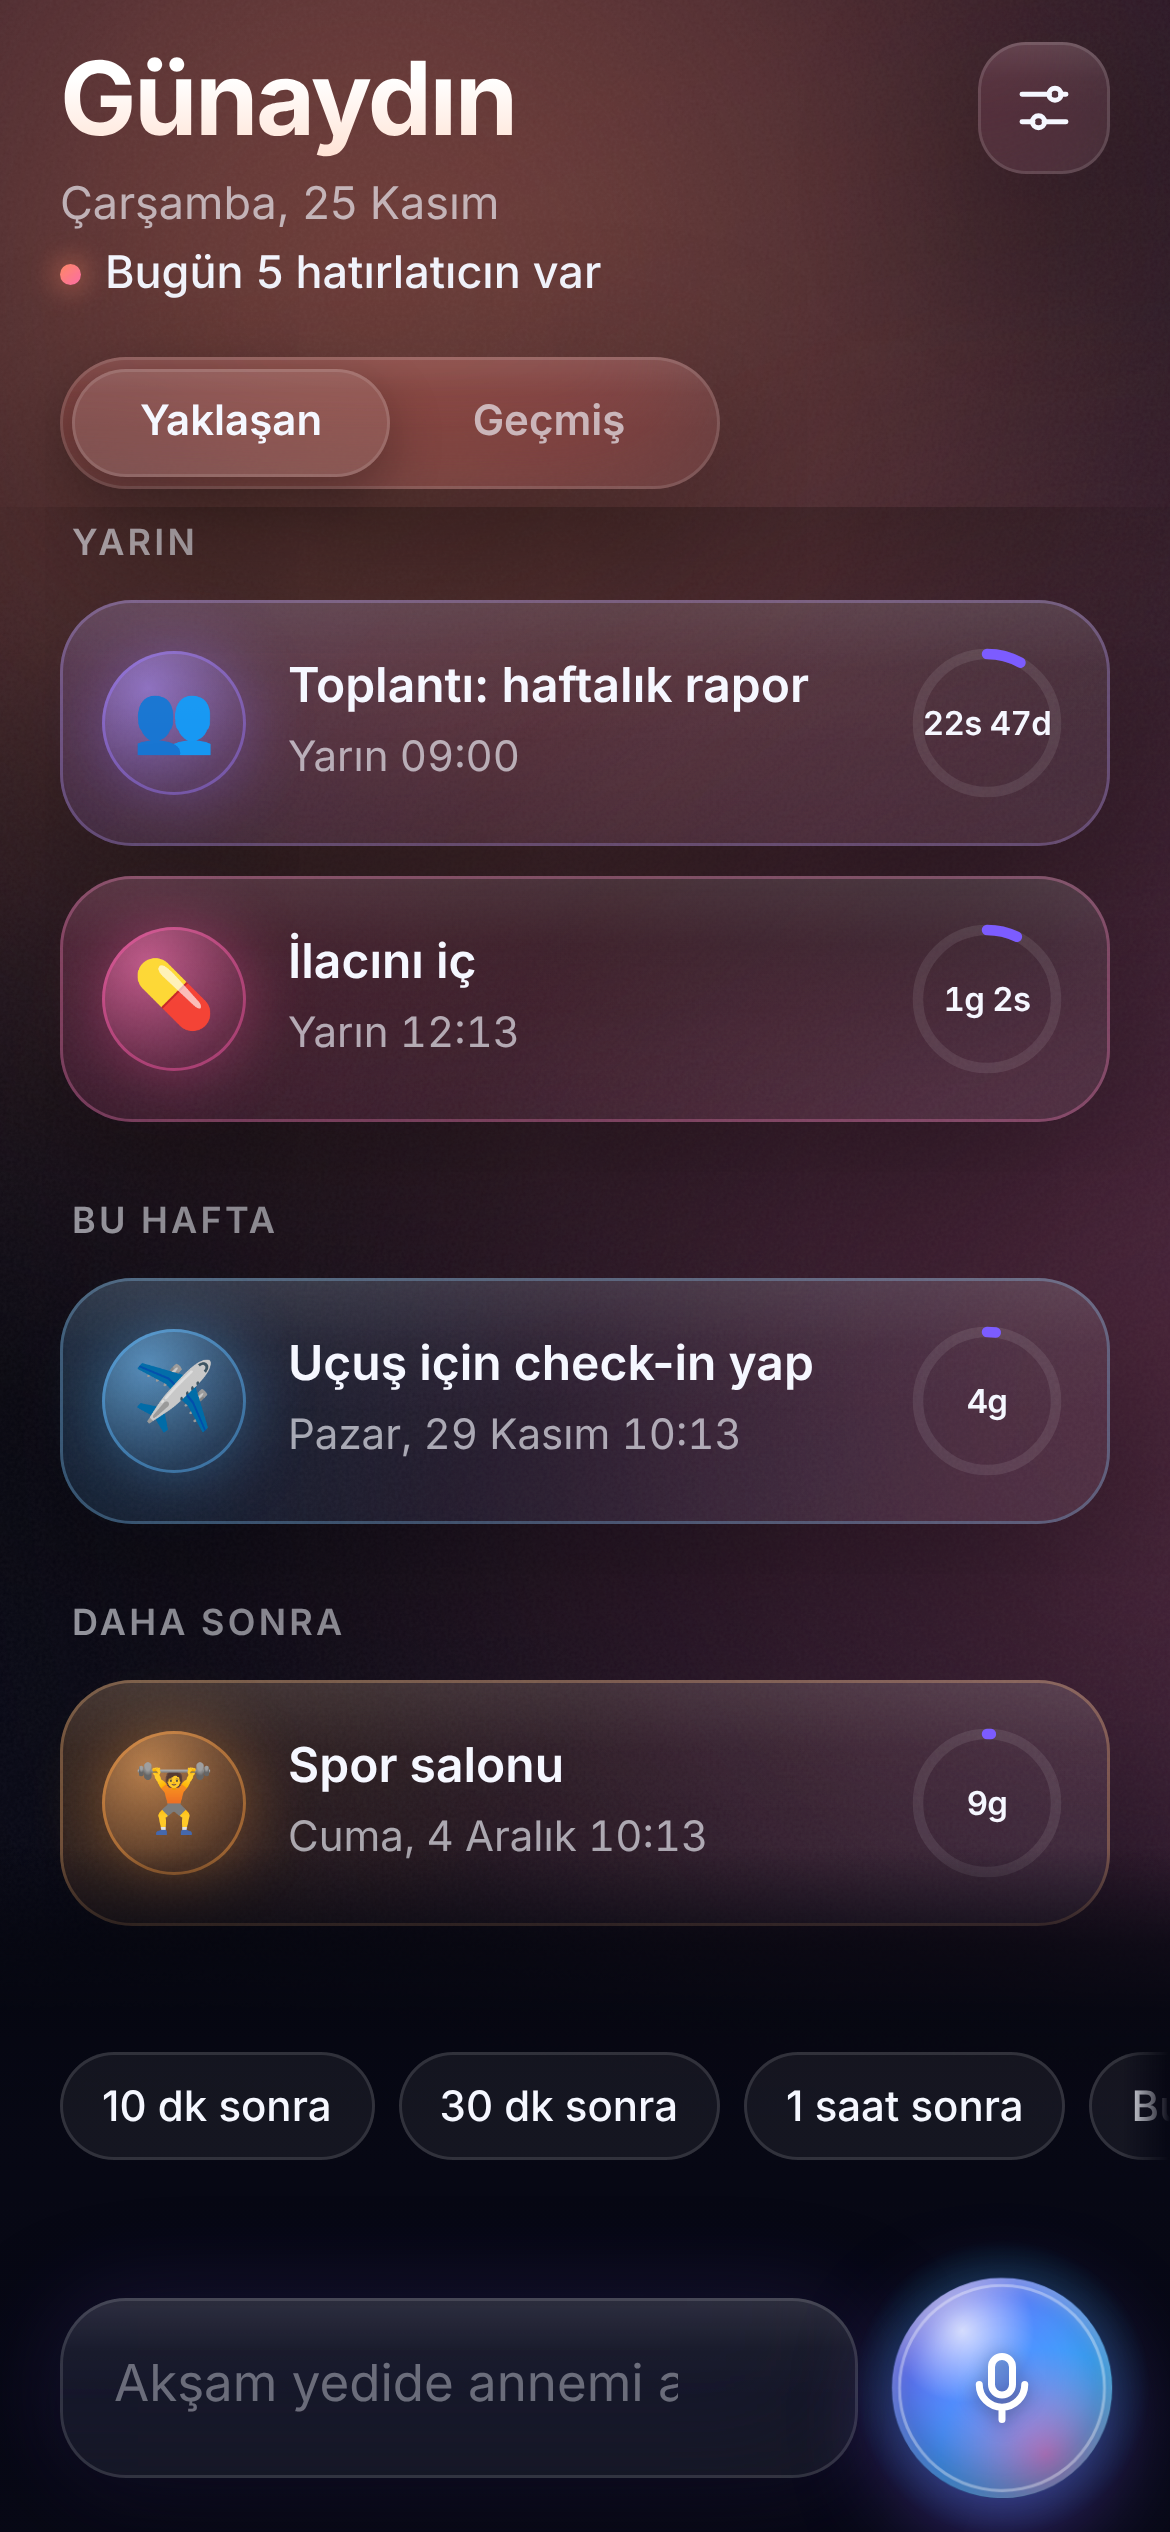 Günaydın
Çarşamba, 25 Kasım
Bugün 5 hatırlatıcın var
Yaklaşan
Geçmiş
YARIN
Toplantı: haftalık rapor
Yarın 09:00
22s 47d
İlacını iç
Yarın 12:13
1g 2s
BU HAFTA
Uçuş için check-in yap
Pazar, 29 Kasım 10:13
4g
DAHA SONRA
Spor salonu
Cuma, 4 Aralık 10:13
9g
10 dk sonra
30 dk sonra
1 saat sonra
Akşam yedide annemi